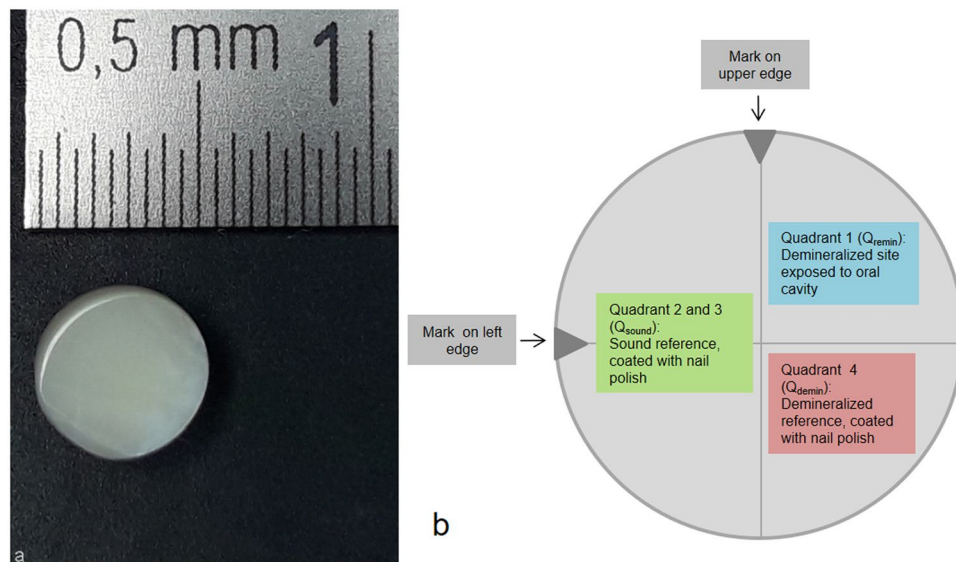 0,5 mm 1
a
b
Mark on
upper edge
Mark on left
edge
Quadrant 1 (Qremin):
Demineralized site
exposed to oral
cavity
Quadrant 2 and 3
(Qsound):
Sound reference,
coated with nail
polish
Quadrant 4
(Qdemin):
Demineralized
reference, coated
with nail polish